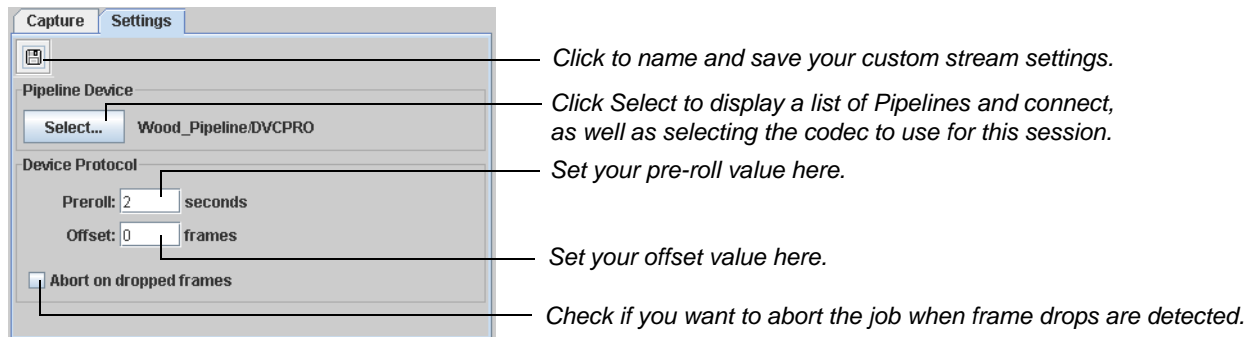 Capture Settings
Click to name and save your custom stream settings.
Pipeline Device
Select... Wood_Pipeline/DVCPRO
Click Select to display a list of Pipelines and connect,
as well as selecting the codec to use for this session.
Device Protocol
Set your pre-roll value here.
Preroll: 2 seconds
Offset: 0 frames
Set your offset value here.
Abort on dropped frames
Check if you want to abort the job when frame drops are detected.